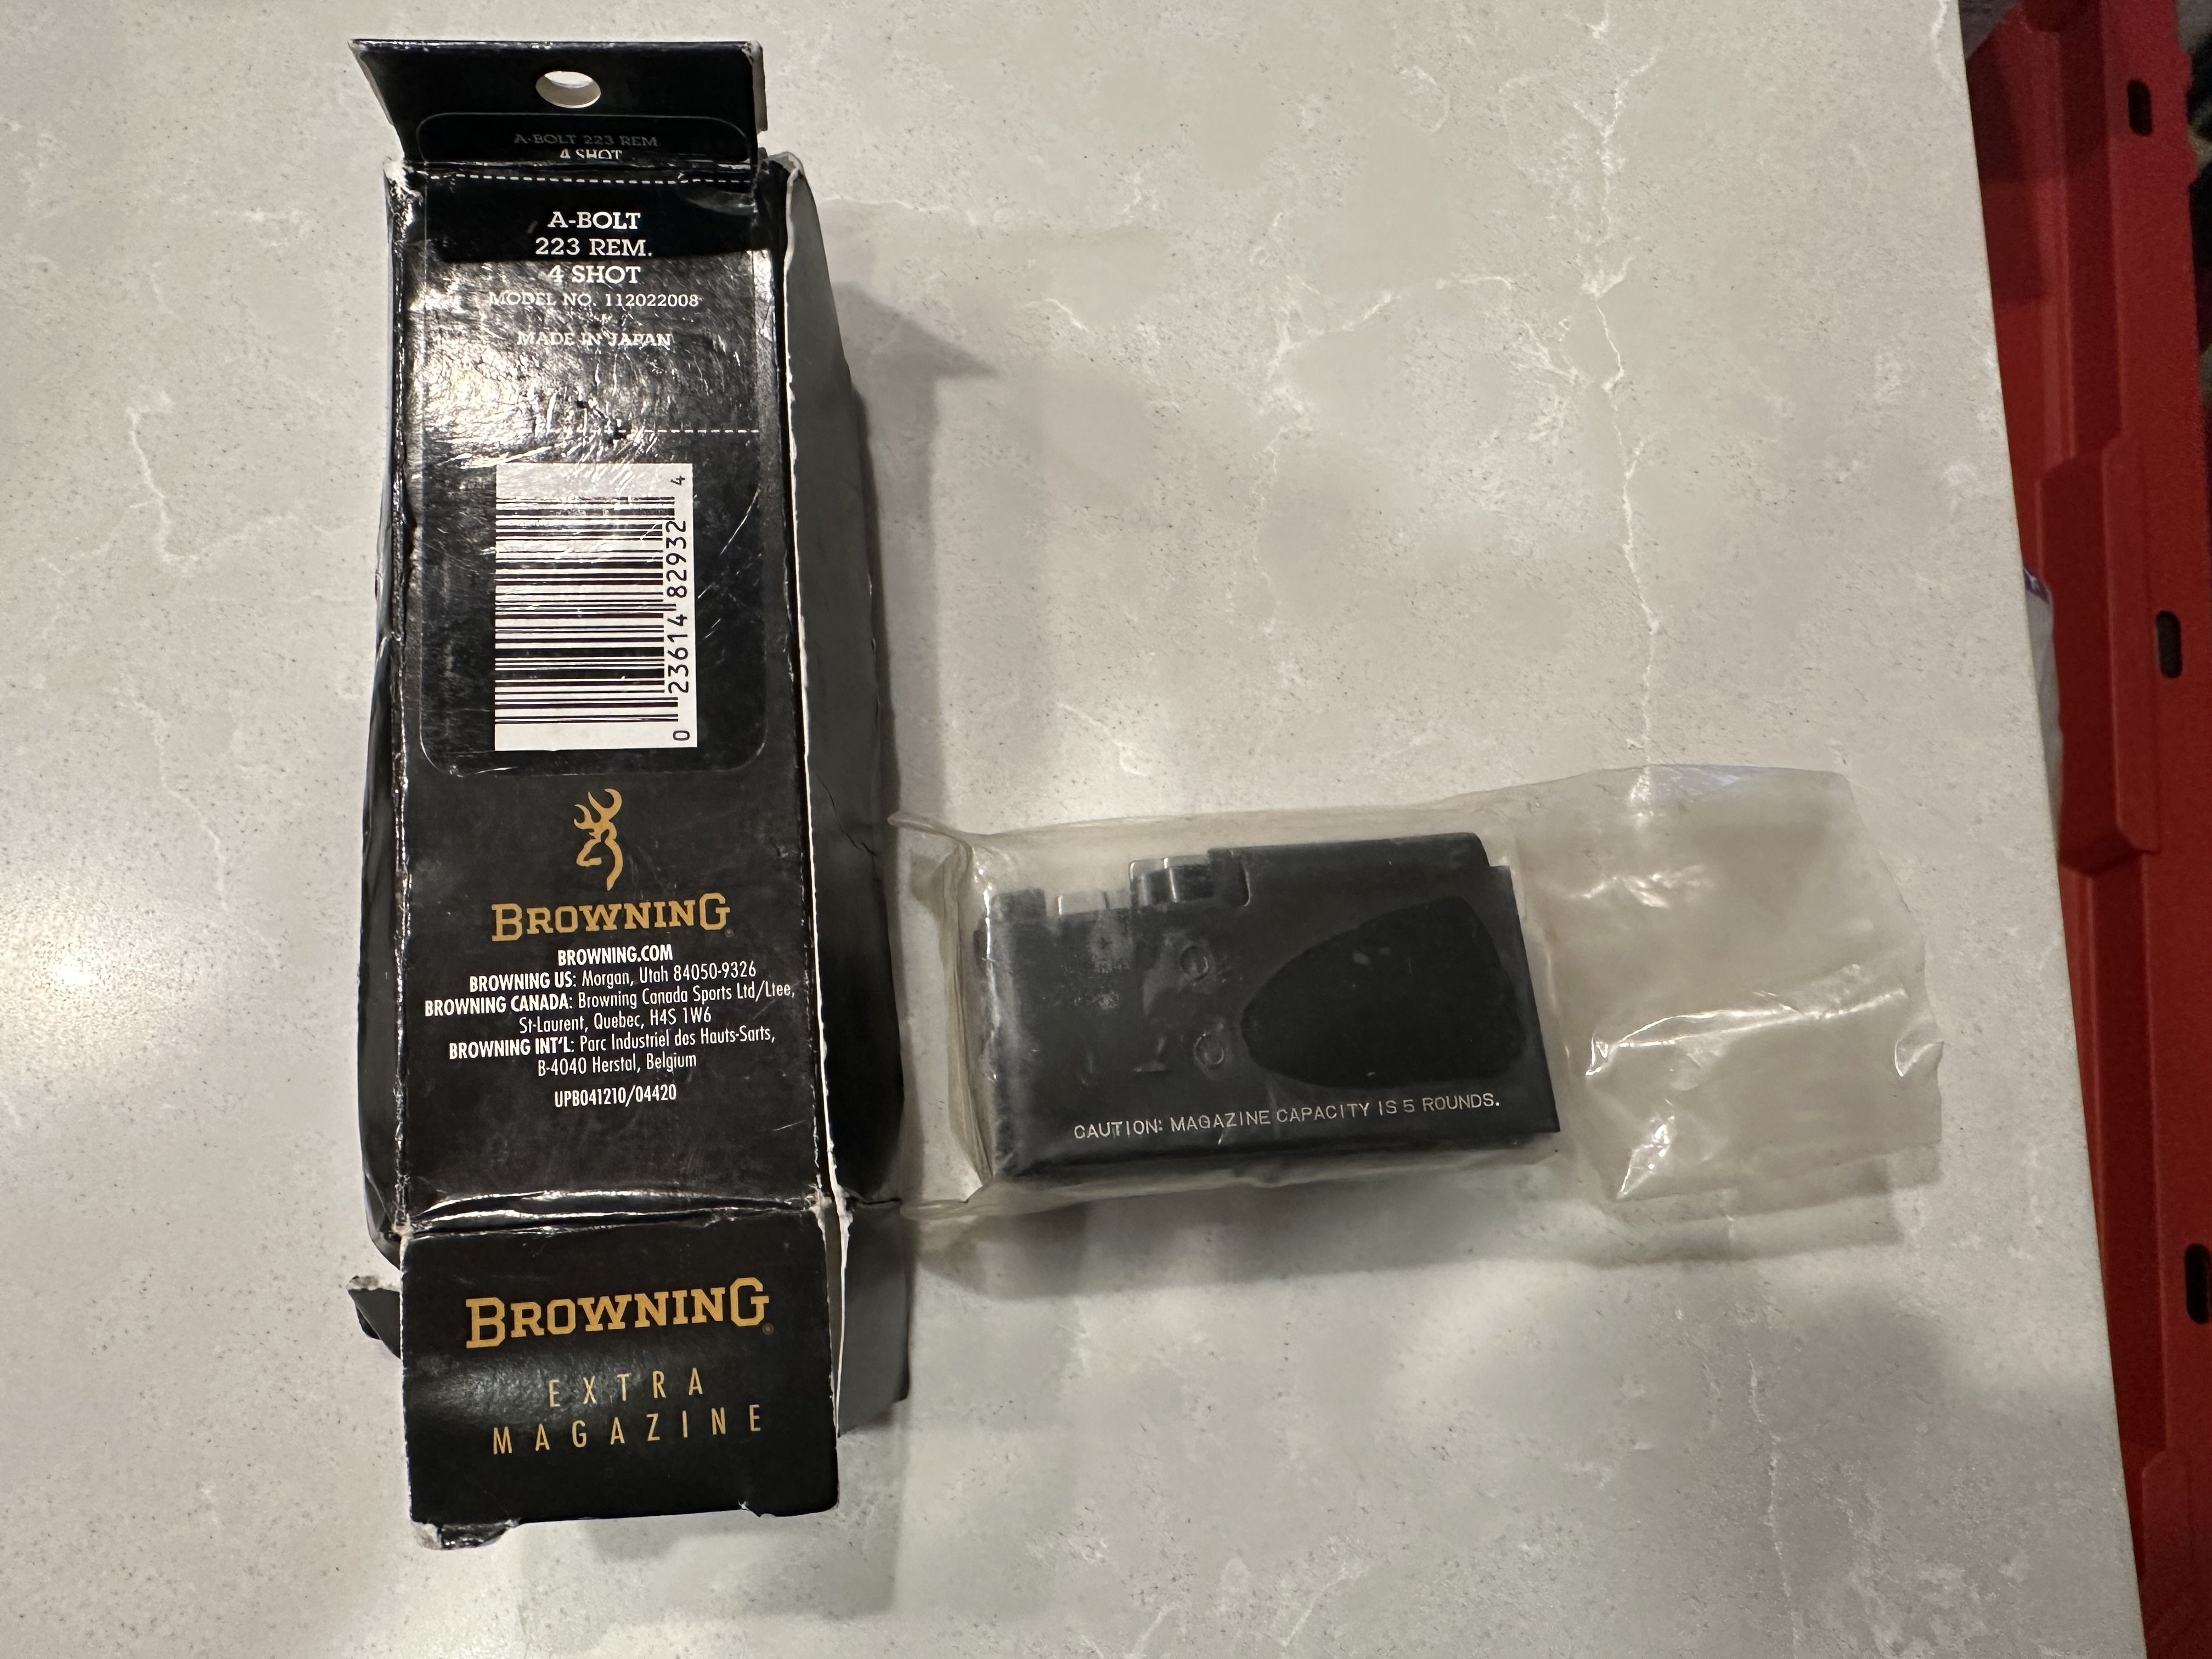 A-BOLT 223 REM.
4 SHOT
A-BOLT
223 REM.
4 SHOT
MODEL NO. 112022008
MADE IN JAPAN
0 23614 82932 4
BROWNING
BROWNING.COM
BROWNING US: Morgan, Utah 84050-9326
BROWNING CANADA: Browning Canada Sports Ltd/Ltee,
St-Laurent, Quebec, H4S 1W6
BROWNING INT'L: Parc Industriel des Hauts-Sarts,
B-4040 Herstal, Belgium
UPB041210/04420
BROWNING®
EXTRA
MAGAZINE
CAUTION: MAGAZINE CAPACITY IS 5 ROUNDS.